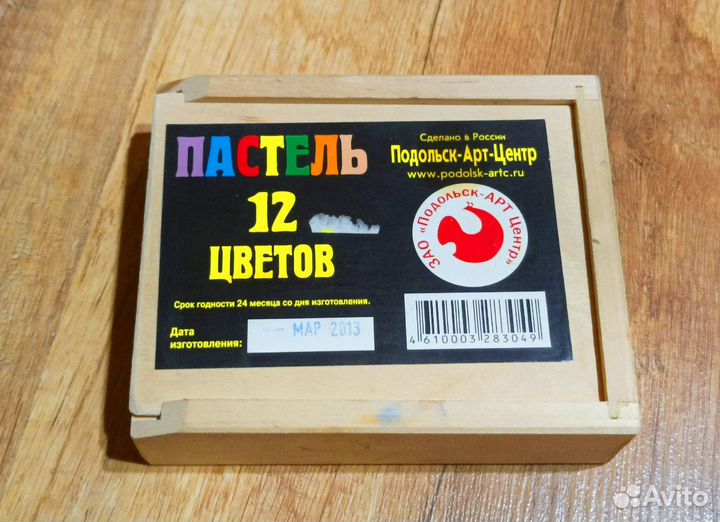 ПАСТЕЛЬ
12
ЦВЕТОВ
Срок годности 24 месяца со дня изготовления.
Дата
изготовления:
-- МАР 2013
Сделано в России
Подольск-Арт-Центр
www.podolsk-artc.ru
ЗАО «Подольск-АРТ Центр»
4 610003 283049
Avito